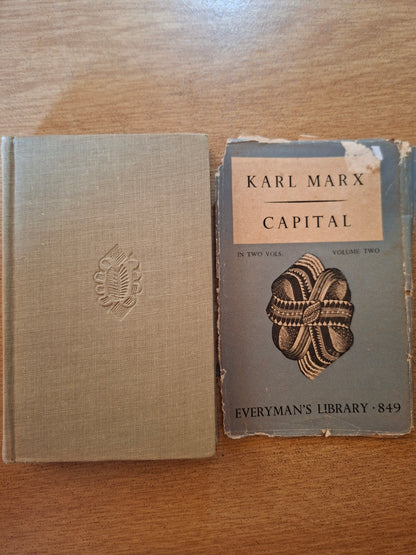 KARL MARX
CAPITAL
IN TWO VOLS. VOLUME TWO
EVERYMAN'S LIBRARY · 849